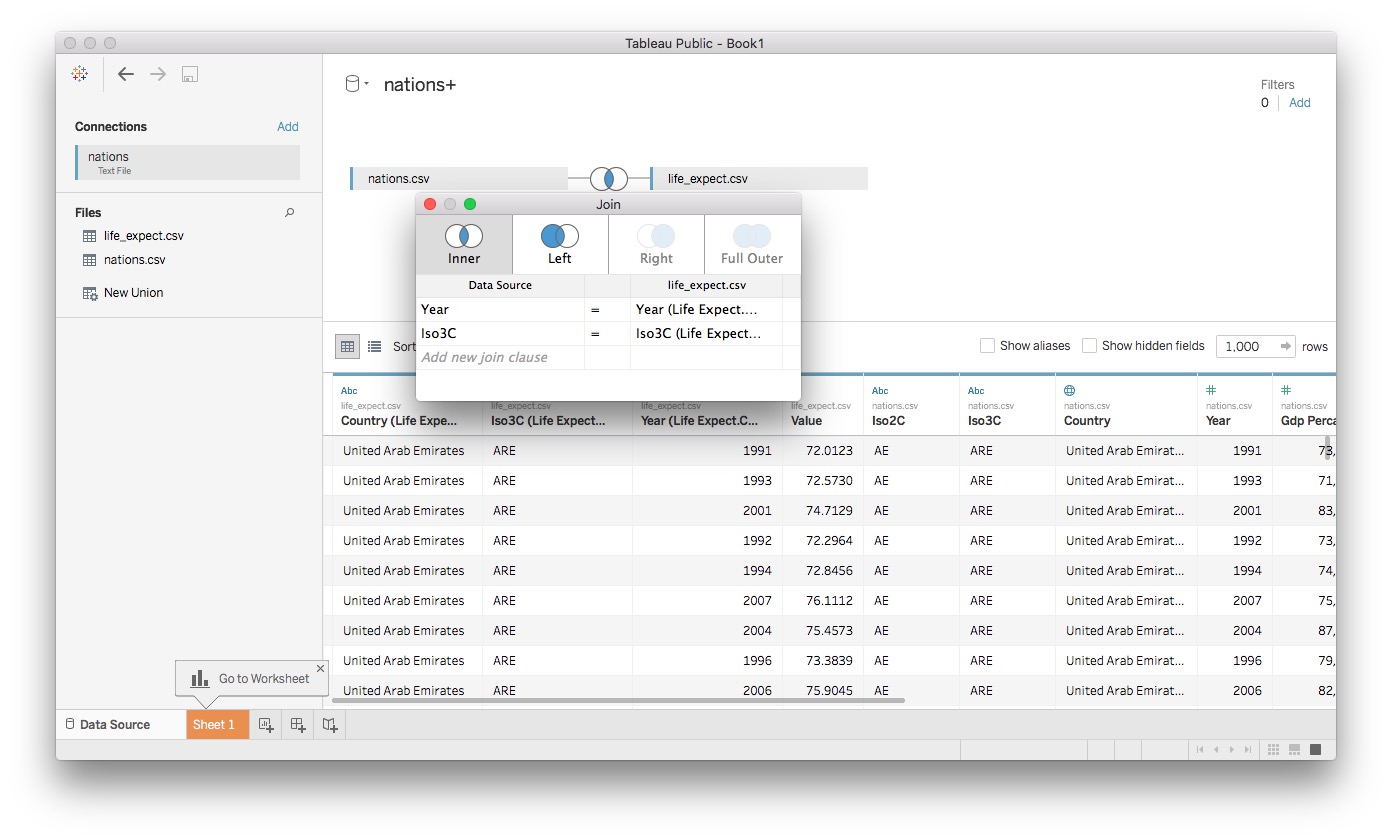 Tableau Public - Book1
nations+
Filters
0 Add
Connections Add
nations
Text File
Files
life_expect.csv
nations.csv
New Union
nations.csv life_expect.csv
Join
Inner Left Right Full Outer
Data Source life_expect.csv
Year = Year (Life Expect....
Iso3C = Iso3C (Life Expect...
Add new join clause
Sort
Show aliases Show hidden fields 1,000 rows
Abc Abc Abc # #
life_expect.csv life_expect.csv life_expect.csv life_expect.csv nations.csv nations.csv nations.csv nations.csv nations.csv
Country (Life Expe... Iso3C (Life Expect... Year (Life Expect.C... Value Iso2C Iso3C Country Year Gdp Perca
United Arab Emirates ARE 1991 72.0123 AE ARE United Arab Emirat... 1991 73,
United Arab Emirates ARE 1993 72.5730 AE ARE United Arab Emirat... 1993 71,
United Arab Emirates ARE 2001 74.7129 AE ARE United Arab Emirat... 2001 83,
United Arab Emirates ARE 1992 72.2964 AE ARE United Arab Emirat... 1992 73,
United Arab Emirates ARE 1994 72.8456 AE ARE United Arab Emirat... 1994 74,
United Arab Emirates ARE 2007 76.1112 AE ARE United Arab Emirat... 2007 75,
United Arab Emirates ARE 2004 75.4573 AE ARE United Arab Emirat... 2004 87,
United Arab Emirates ARE 1996 73.3839 AE ARE United Arab Emirat... 1996 79,
United Arab Emirates ARE 2006 75.9045 AE ARE United Arab Emirat... 2006 82,
Go to Worksheet
Data Source Sheet 1